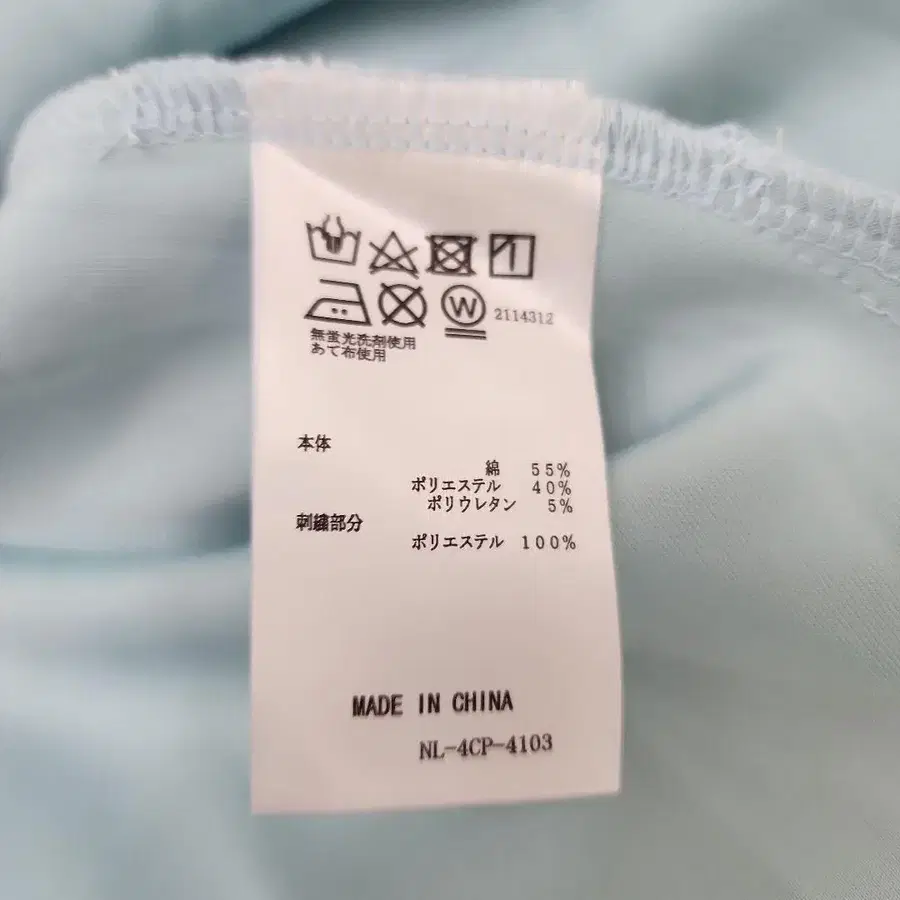 W 2114312
無蛍光洗剤使用
あて布使用
本体
綿 55%
ポリエステル 40%
ポリウレタン 5%
刺繍部分
ポリエステル 100%
MADE IN CHINA
NL-4CP-4103